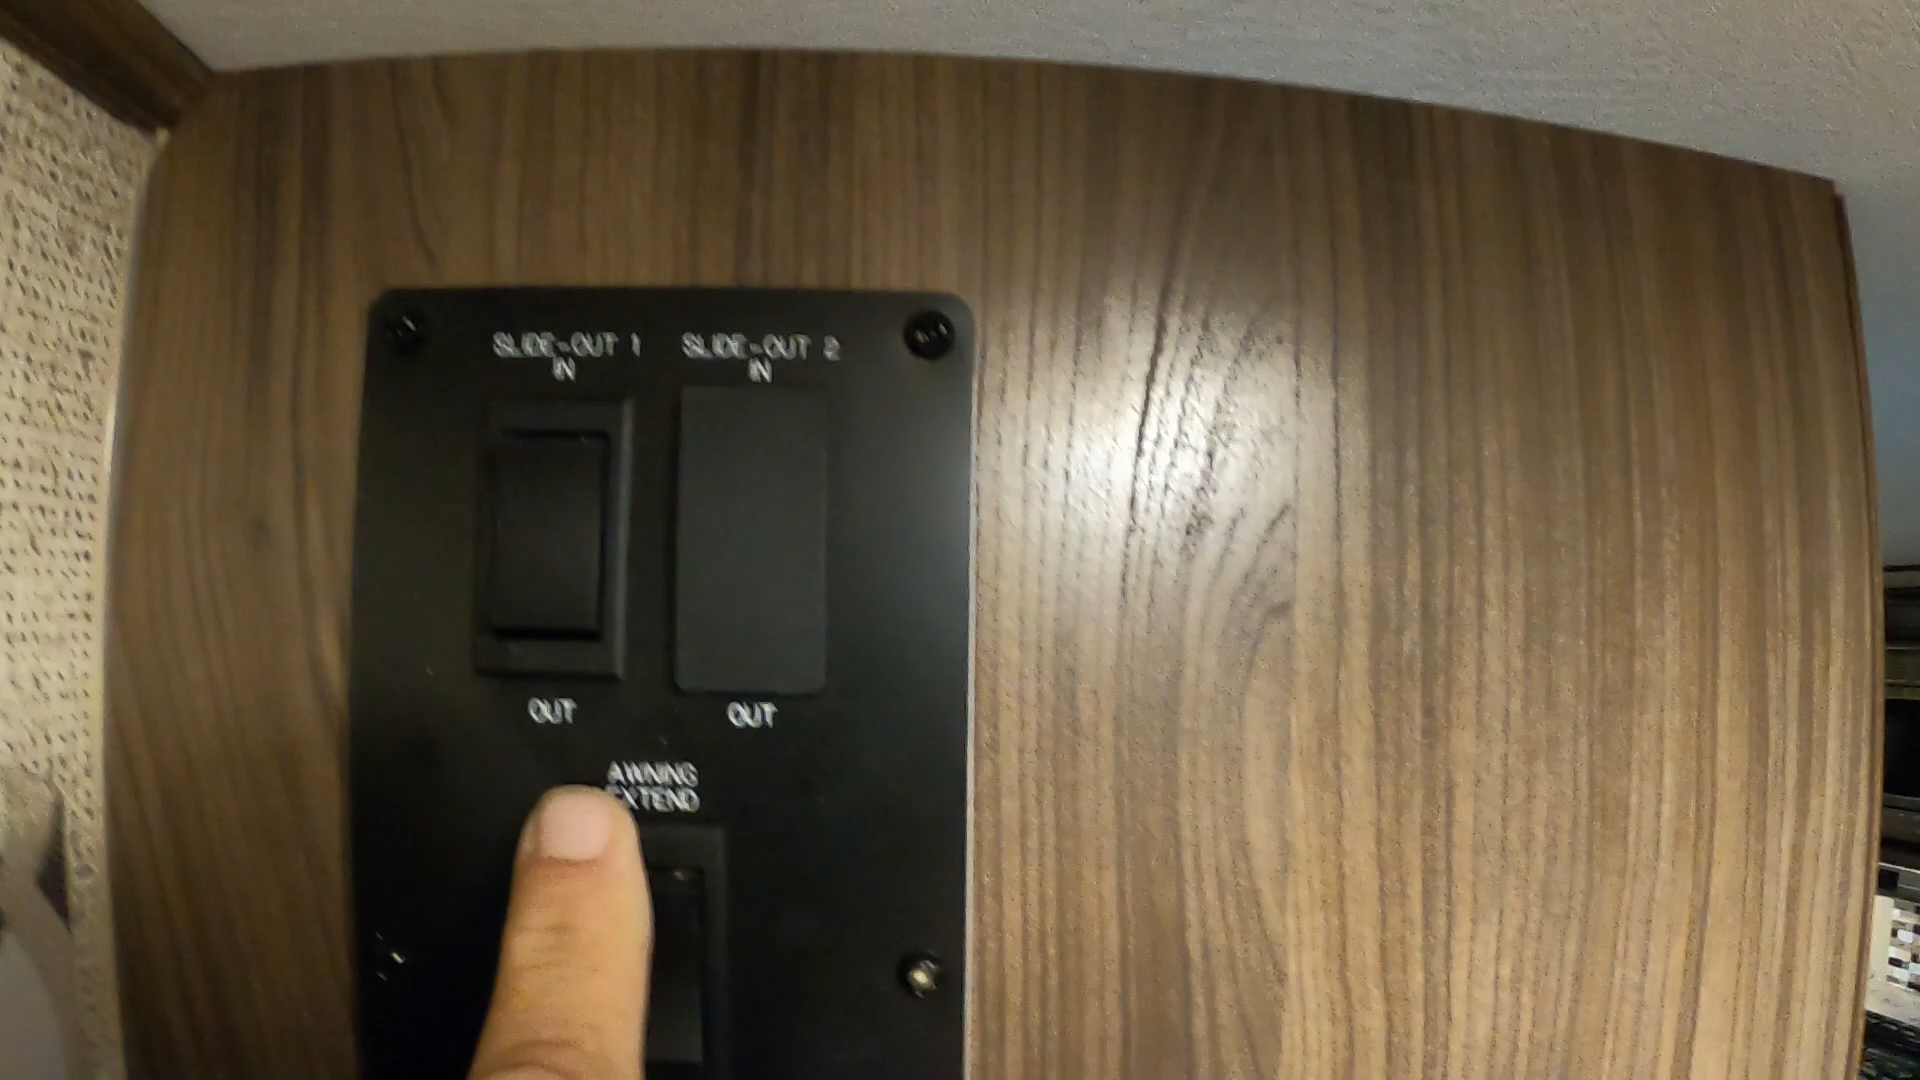 SLIDE-OUT 1
IN
SLIDE-OUT 2
IN
OUT
OUT
AWNING
EXTEND